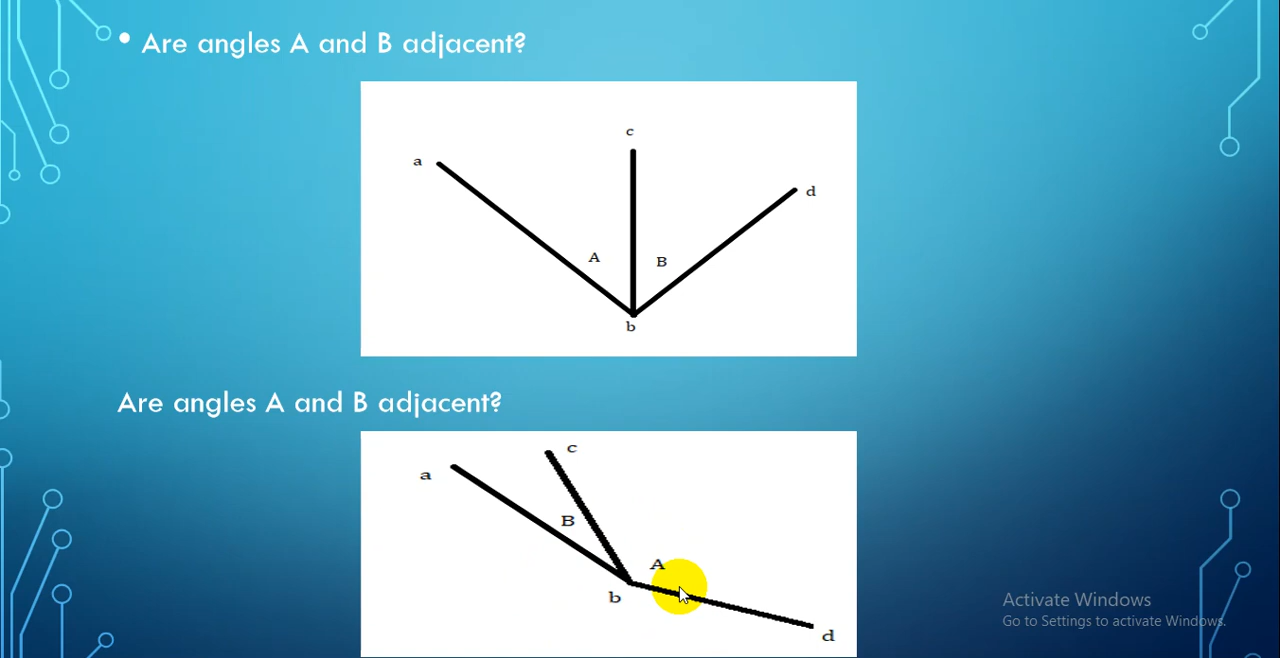 • Are angles A and B adjacent?
c
a
d
A
B
b
Are angles A and B adjacent?
c
a
B
A
b
d
Activate Windows
Go to Settings to activate Windows.